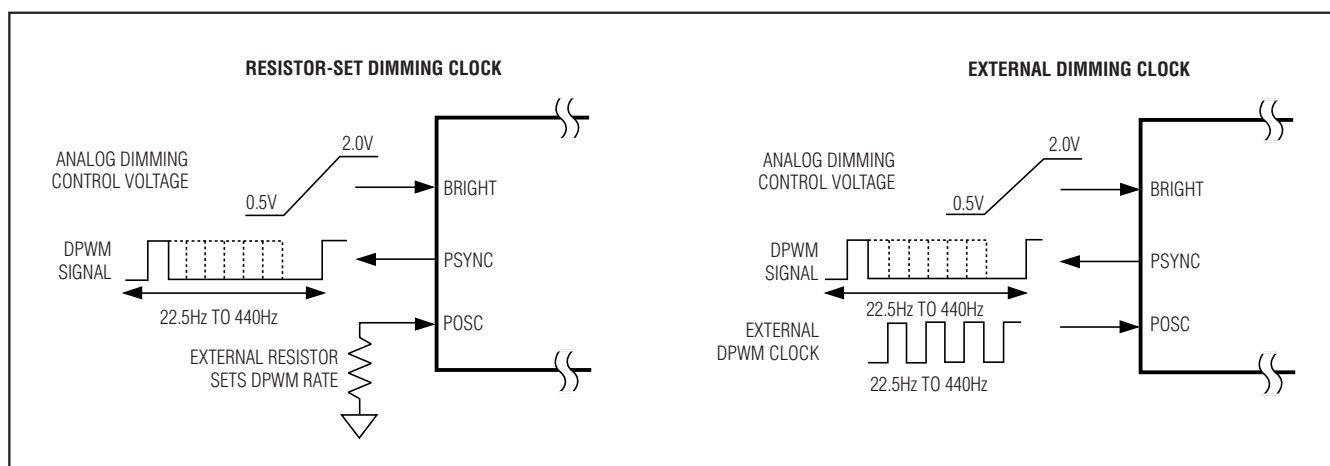 RESISTOR-SET DIMMING CLOCK
ANALOG DIMMING
CONTROL VOLTAGE
2.0V
0.5V
BRIGHT
DPWM
SIGNAL
PSYNC
22.5Hz TO 440Hz
POSC
EXTERNAL RESISTOR
SETS DPWM RATE
EXTERNAL DIMMING CLOCK
ANALOG DIMMING
CONTROL VOLTAGE
2.0V
0.5V
BRIGHT
DPWM
SIGNAL
PSYNC
22.5Hz TO 440Hz
EXTERNAL
DPWM CLOCK
POSC
22.5Hz TO 440Hz